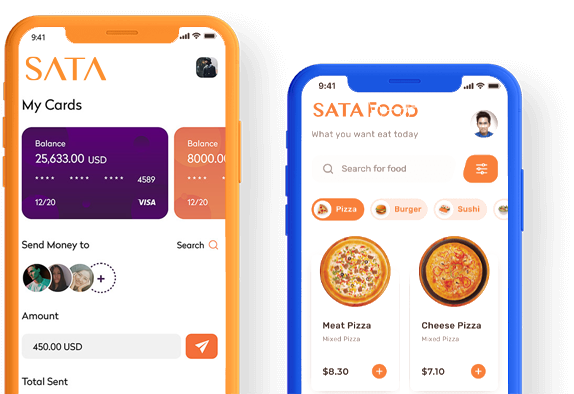 9:41
SATA
My Cards
Balance
25,633.00 USD
**** **** **** 4589
12/20 VISA
Balance
8000.0
12/20
Send Money to
Search
+
Amount
450.00 USD
Total Sent
9:41
SATA FOOD
What you want eat today
Search for food
Pizza
Burger
Sushi
Meat Pizza
Mixed Pizza
$8.30 +
Cheese Pizza
Mixed Pizza
$7.10 +